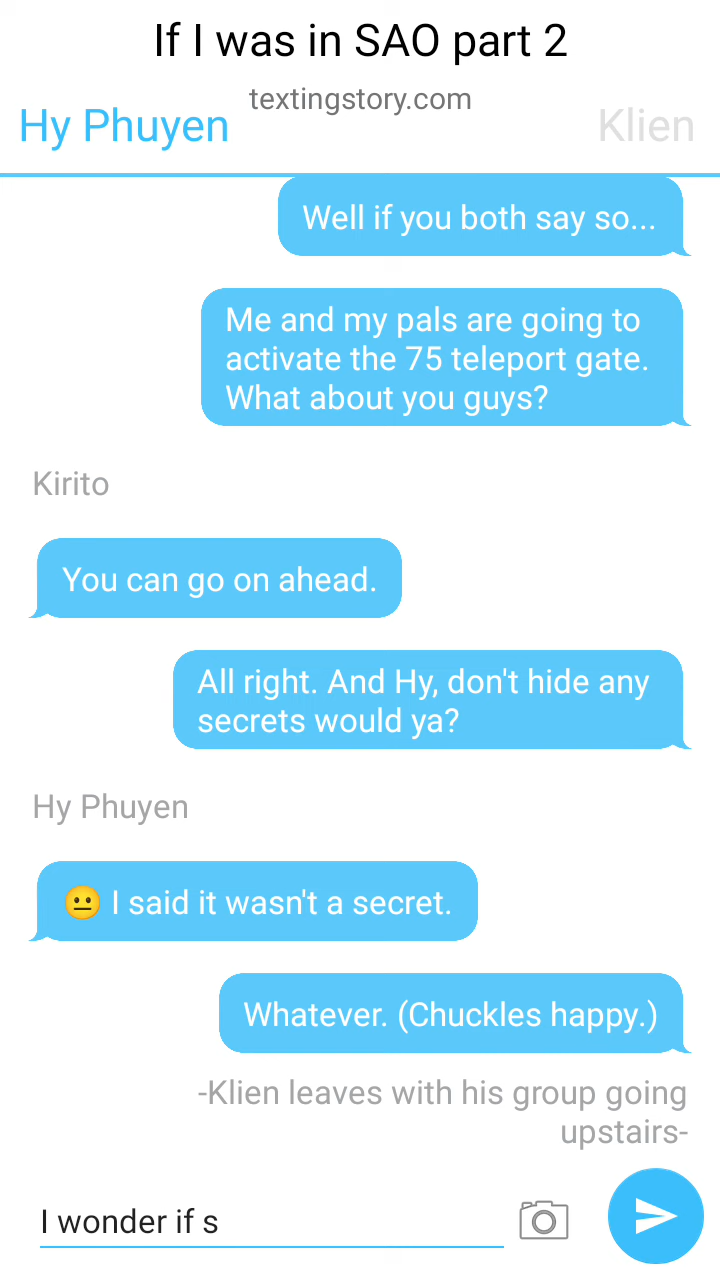 If I was in SAO part 2
textingstory.com
Hy Phuyen
Klien
Well if you both say so...
Me and my pals are going to
activate the 75 teleport gate.
What about you guys?
Kirito
You can go on ahead.
All right. And Hy, don't hide any
secrets would ya?
Hy Phuyen
😐 I said it wasn't a secret.
Whatever. (Chuckles happy.)
-Klien leaves with his group going
upstairs-
I wonder if s